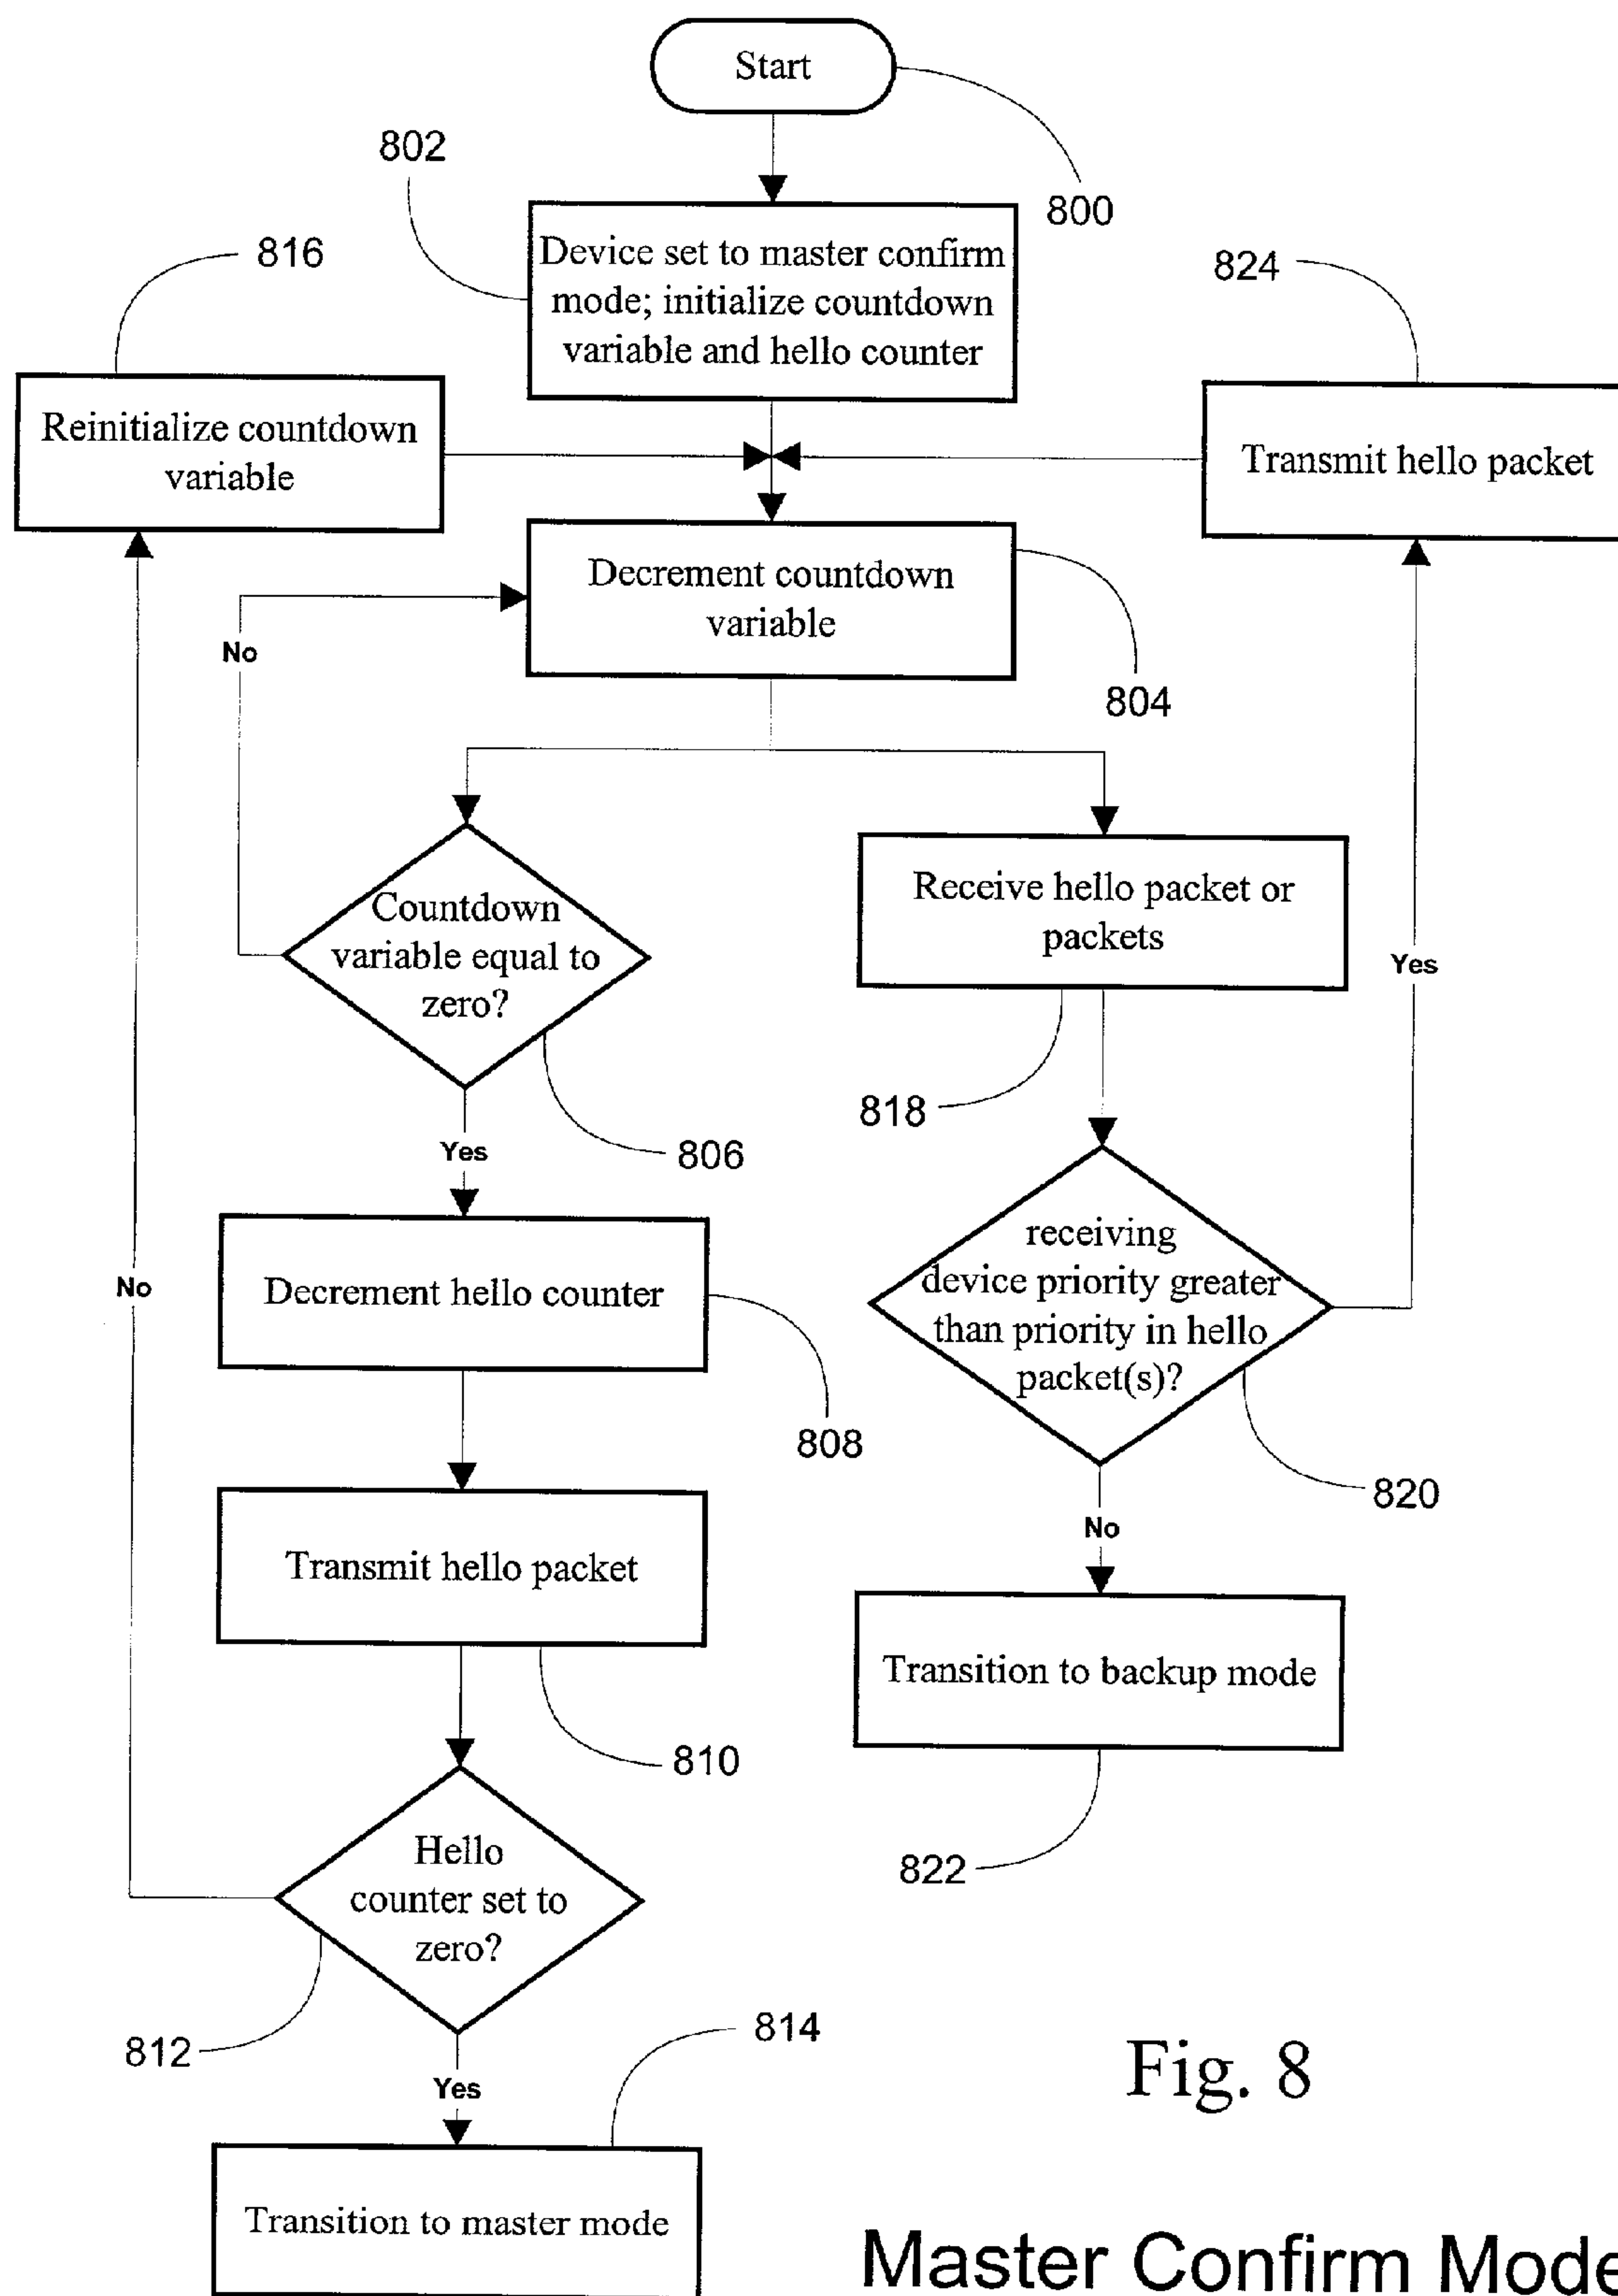 Start
800
802
Device set to master confirm
mode; initialize countdown
variable and hello counter
816
824
Reinitialize countdown
variable
Transmit hello packet
Decrement countdown
variable
804
No
Countdown
variable equal to
zero?
806
Receive hello packet or
packets
818
Yes
Yes
receiving
device priority greater
than priority in hello
packet(s)?
820
Decrement hello counter
808
No
No
Transmit hello packet
810
Transition to backup mode
822
Hello
counter set to
zero?
812
814
Yes
Transition to master mode
Fig. 8
Master Confirm Mode